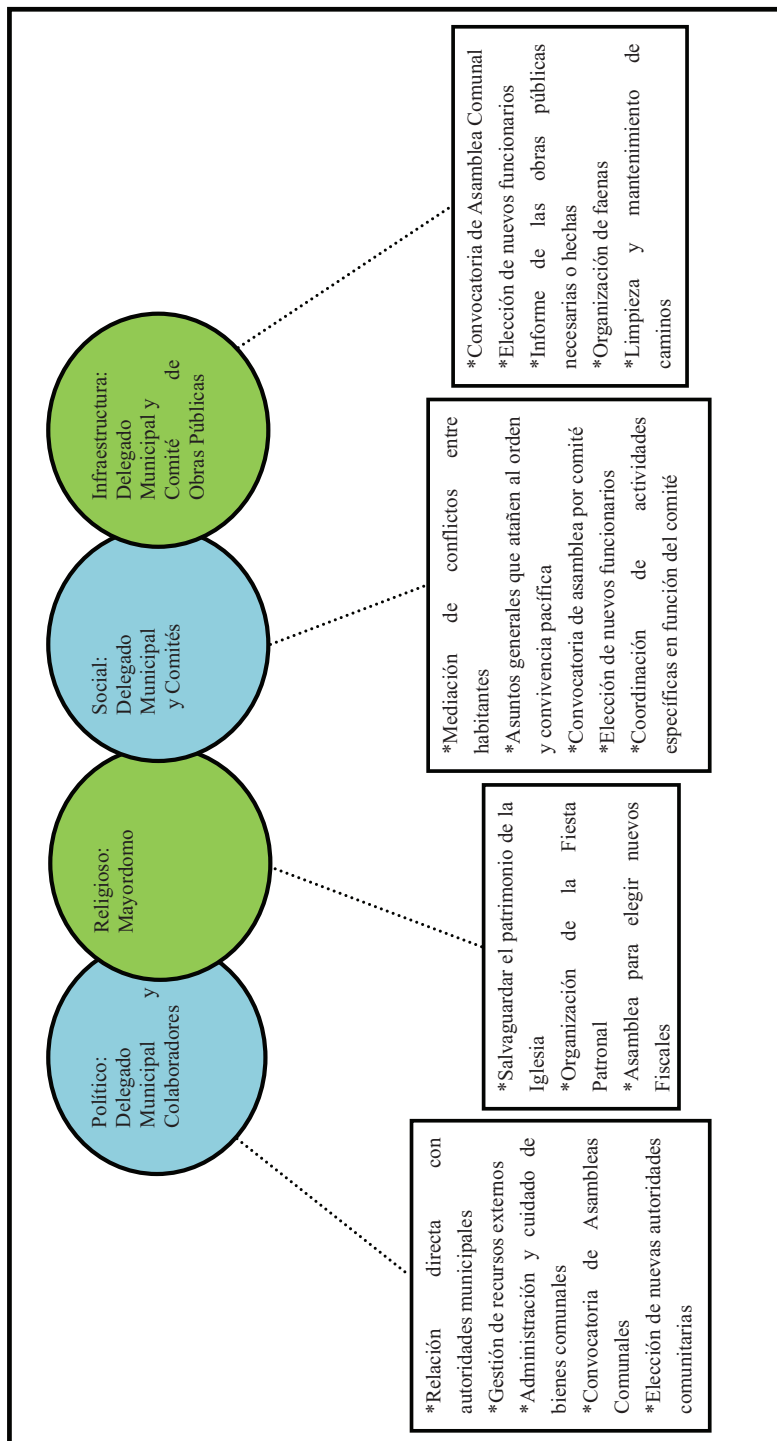 Político:
Delegado
Municipal y
Colaboradores
Religioso:
Mayordomo
Social:
Delegado
Municipal
y Comités
Infraestructura:
Delegado
Municipal y
Comité de
Obras Públicas
*Relación directa con
autoridades municipales
*Gestión de recursos externos
*Administración y cuidado de
bienes comunales
*Convocatoria de Asambleas
Comunales
*Elección de nuevas autoridades
comunitarias
*Salvaguardar el patrimonio de la
Iglesia
*Organización de la Fiesta
Patronal
*Asamblea para elegir nuevos
Fiscales
*Mediación de conflictos entre
habitantes
*Asuntos generales que atañen al orden
y convivencia pacífica
*Convocatoria de asamblea por comité
*Elección de nuevos funcionarios
*Coordinación de actividades
específicas en función del comité
*Convocatoria de Asamblea Comunal
*Elección de nuevos funcionarios
*Informe de las obras públicas
necesarias o hechas
*Organización de faenas
*Limpieza y mantenimiento de
caminos